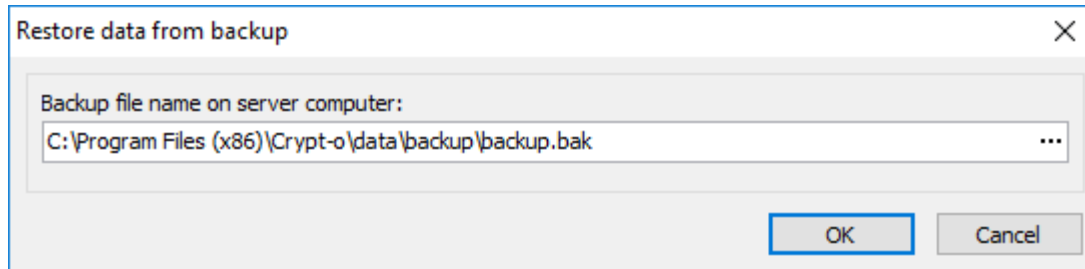 Restore data from backup
Backup file name on server computer:
C:\Program Files (x86)\Crypt-o\data\backup\backup.bak
...
OK
Cancel